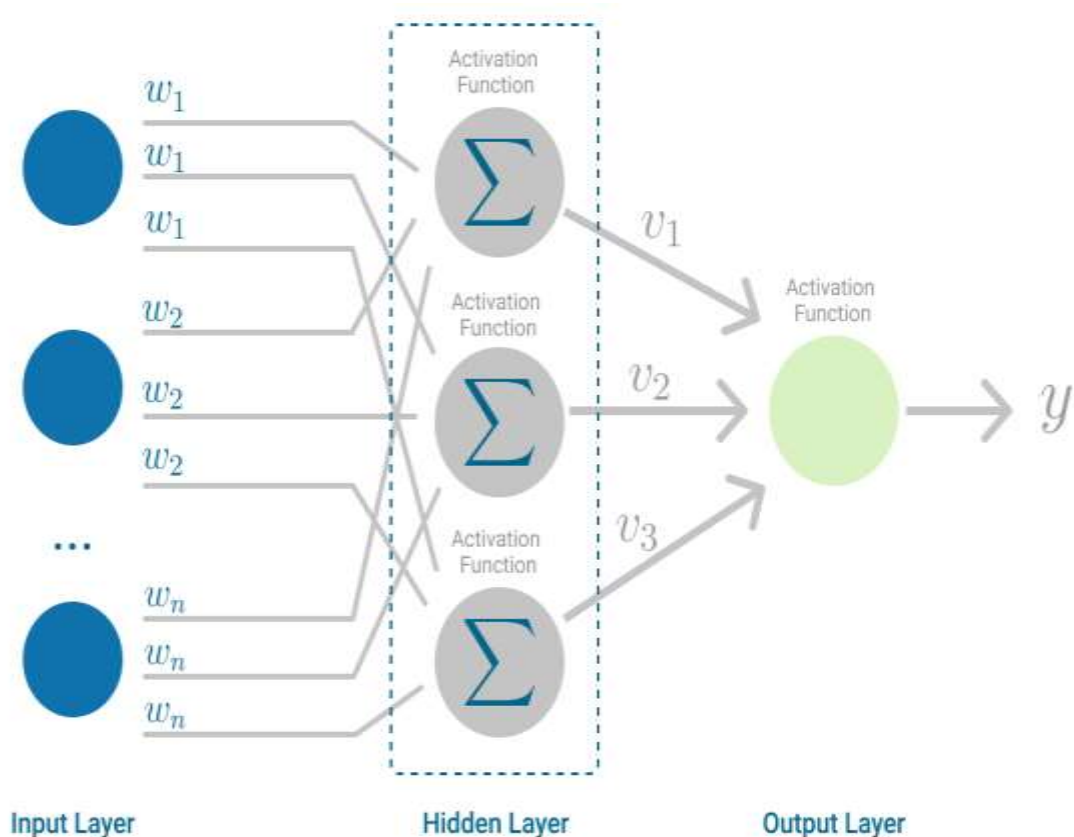 Activation
Function
w₁
w₁
w₁
w₂
w₂
w₂
...
wₙ
wₙ
wₙ
Σ
Activation
Function
Σ
Activation
Function
Σ
v₁
v₂
v₃
Activation
Function
y
Input Layer
Hidden Layer
Output Layer